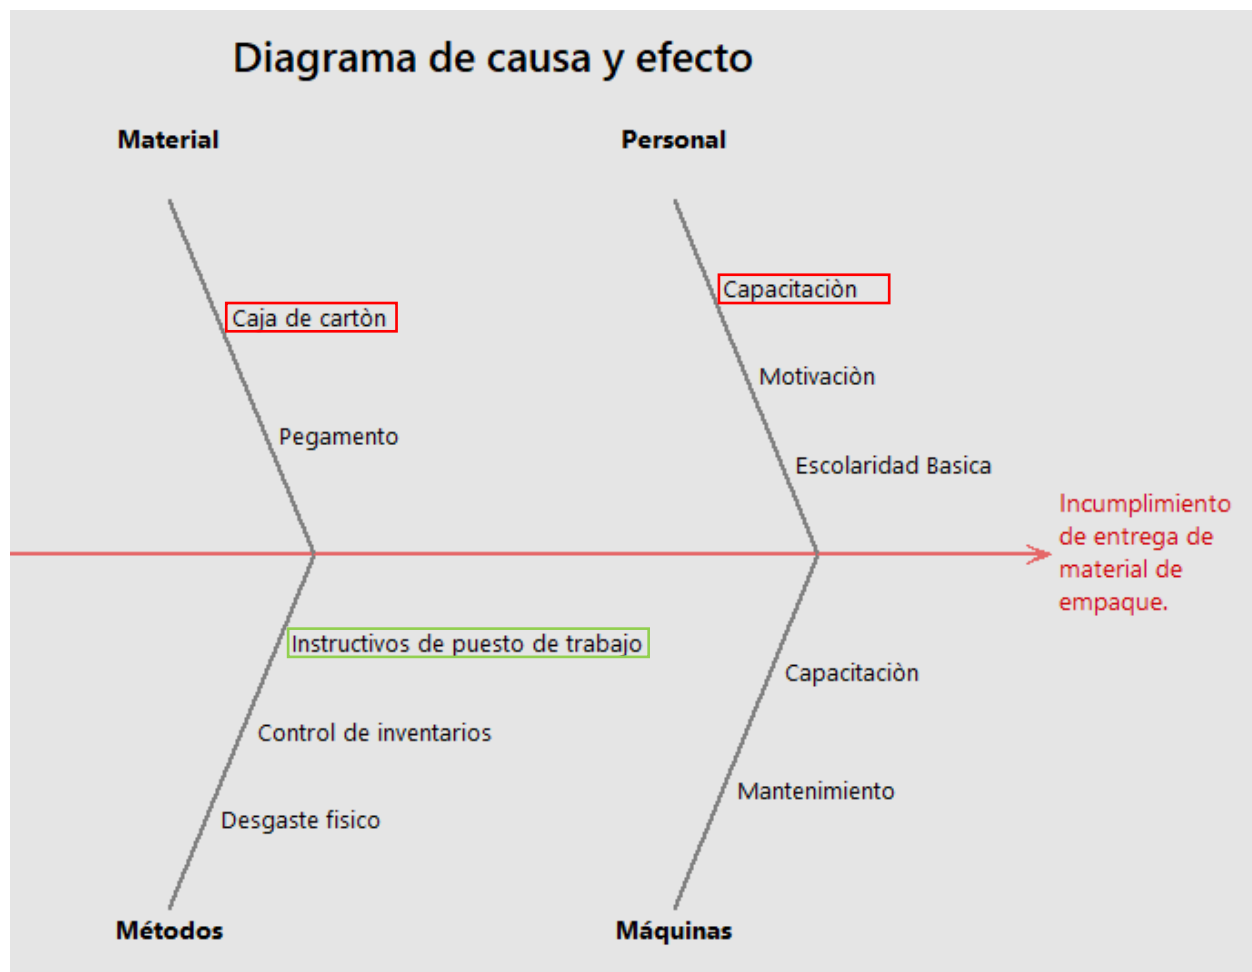 Diagrama de causa y efecto
Material
Personal
Capacitaciòn
Caja de cartòn
Motivaciòn
Pegamento
Escolaridad Basica
Incumplimiento
de entrega de
material de
empaque.
Instructivos de puesto de trabajo
Capacitaciòn
Control de inventarios
Mantenimiento
Desgaste fisico
Métodos
Máquinas